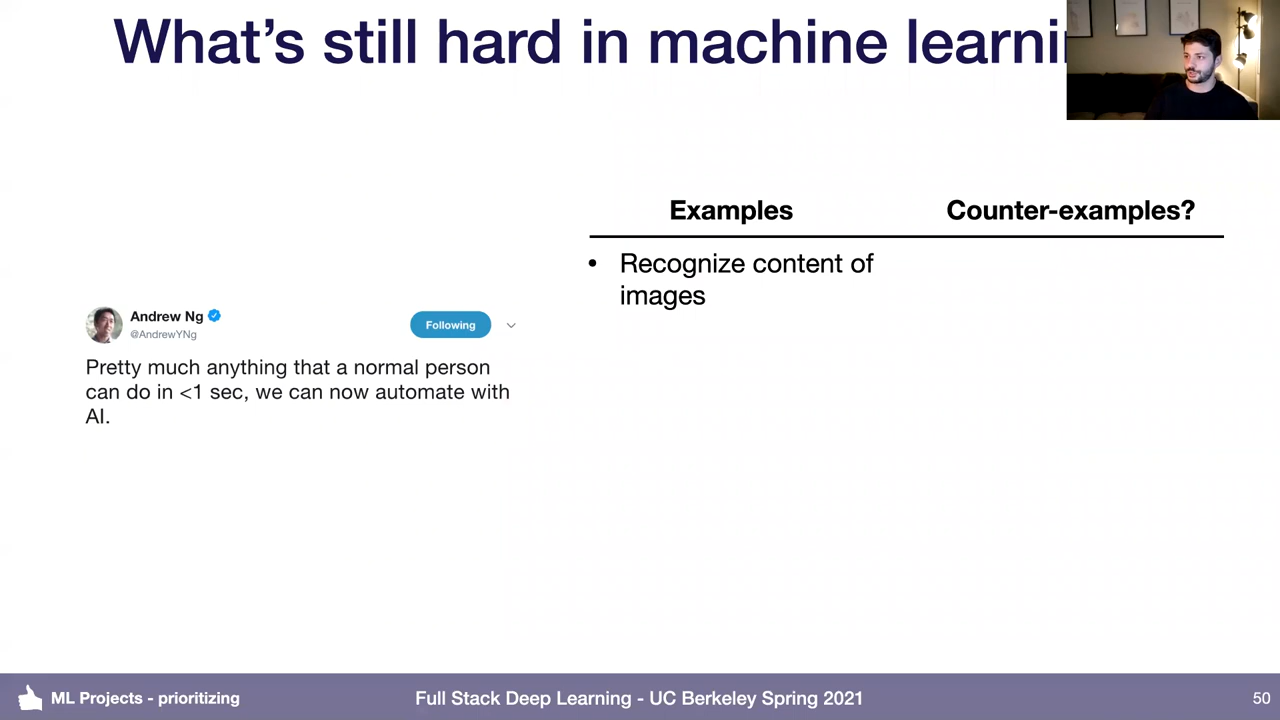 What's still hard in machine
Examples
Counter-examples?
• Recognize content of
images
Andrew Ng
@AndrewYNg
Following
Pretty much anything that a normal person
can do in <1 sec, we can now automate with
AI.
ML Projects - prioritizing
Full Stack Deep Learning - UC Berkeley Spring 2021
50